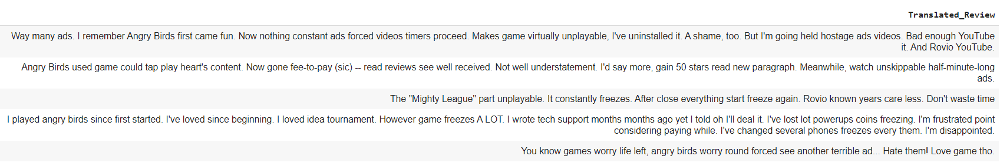 Translated_Review
Way many ads. I remember Angry Birds first came fun. Now nothing constant ads forced videos timers proceed. Makes game virtually unplayable, I've uninstalled it. A shame, too. But I'm going held hostage ads videos. Bad enough YouTube
it. And Rovio YouTube.
Angry Birds used game could tap play heart's content. Now gone fee-to-pay (sic) -- read reviews see well received. Not well understatement. I'd say more, gain 50 stars read new paragraph. Meanwhile, watch unskippable half-minute-long
ads.
The "Mighty League" part unplayable. It constantly freezes. After close everything start freeze again. Rovio known years care less. Don't waste time
I played angry birds since first started. I've loved since beginning. I loved idea tournament. However game freezes A LOT. I wrote tech support months months ago yet I told oh I'll deal it. I've lost lot powerups coins freezing. I'm frustrated point
considering paying while. I've changed several phones freezes every them. I'm disappointed.
You know games worry life left, angry birds worry round forced see another terrible ad... Hate them! Love game tho.